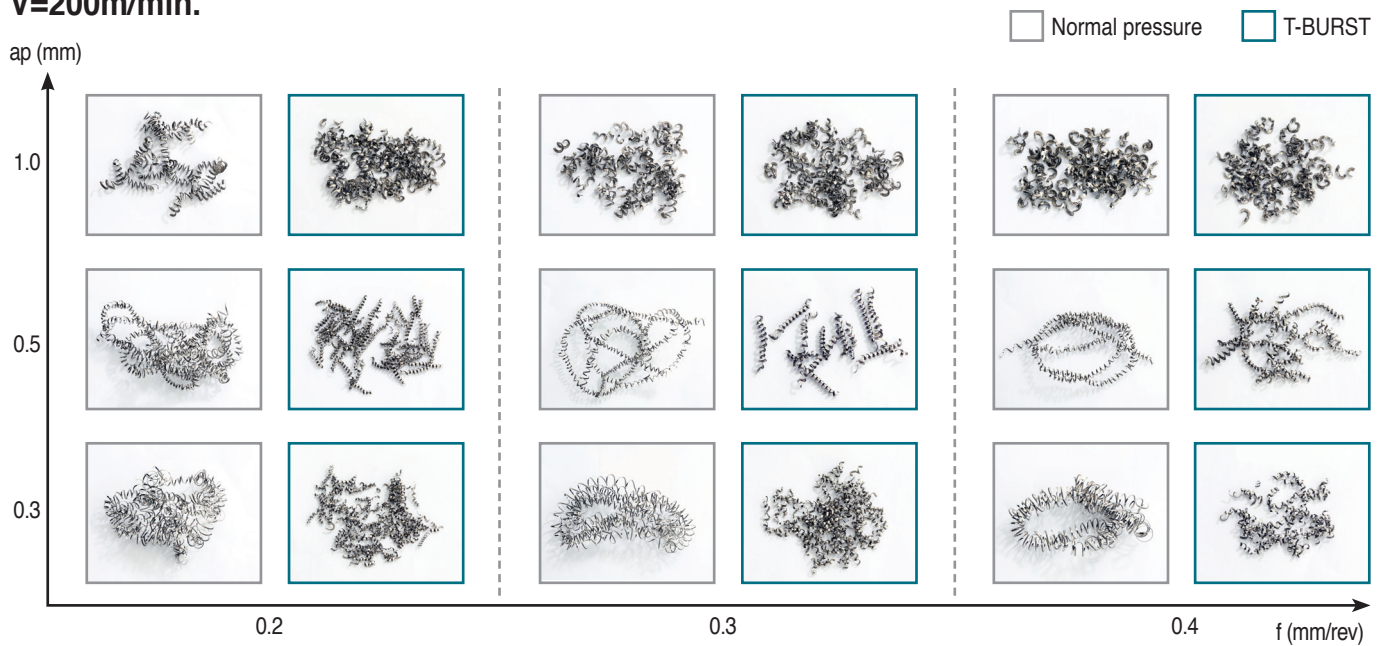 V=200m/min.
Normal pressure
T-BURST
ap (mm)
1.0
0.5
0.3
0.2
0.3
0.4
f (mm/rev)